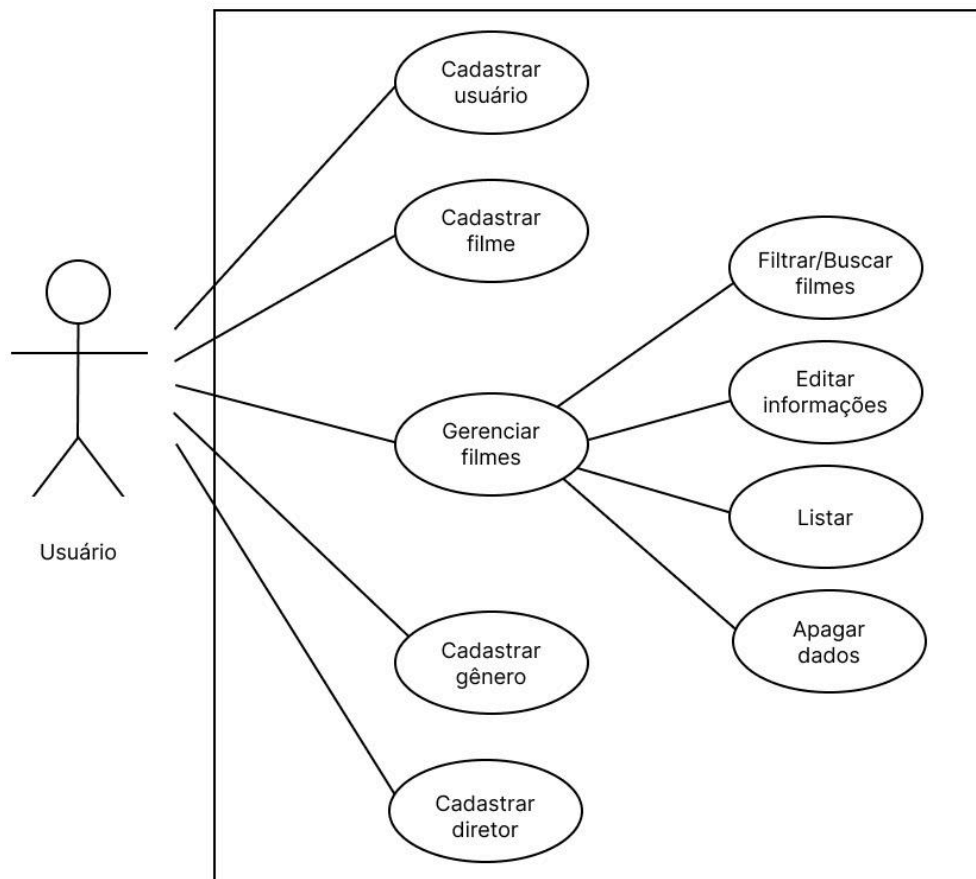 Cadastrar
usuário
Cadastrar
filme
Filtrar/Buscar
filmes
Editar
informações
Gerenciar
filmes
Listar
Usuário
Apagar
dados
Cadastrar
gênero
Cadastrar
diretor